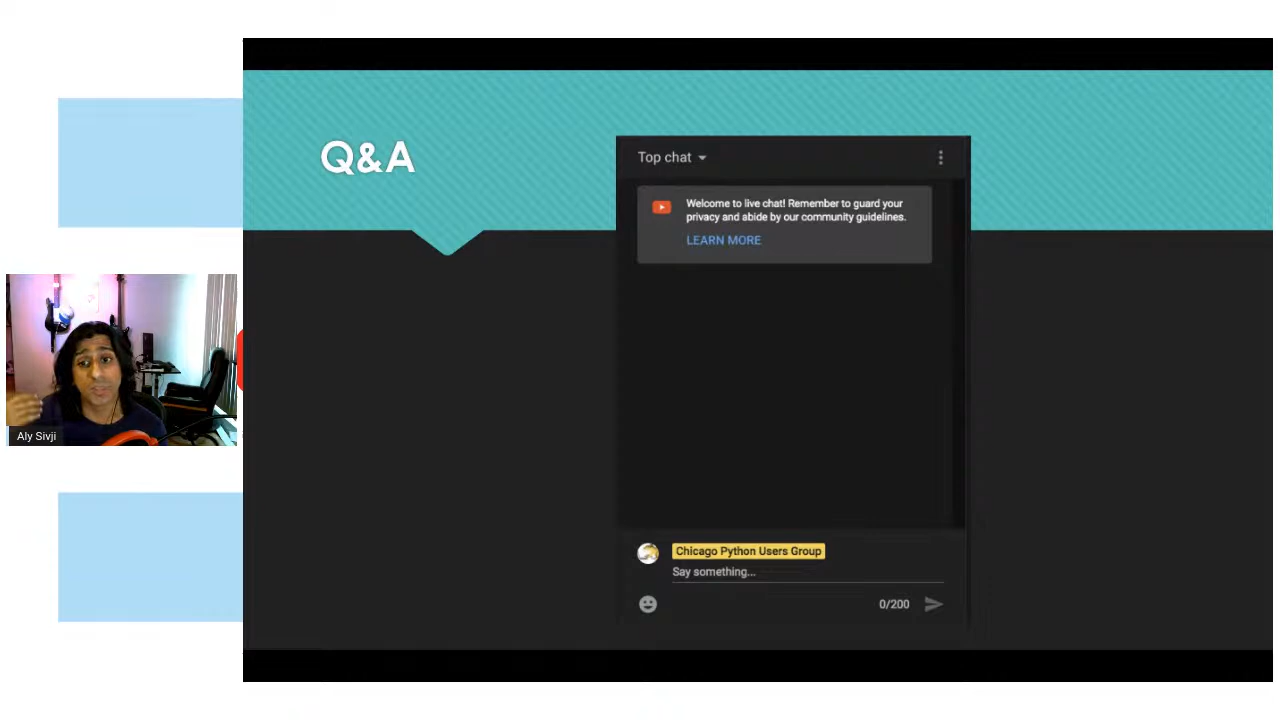 Q&A
Top chat
Welcome to live chat! Remember to guard your
privacy and abide by our community guidelines.
LEARN MORE
Aly Sivji
Chicago Python Users Group
Say something...
0/200